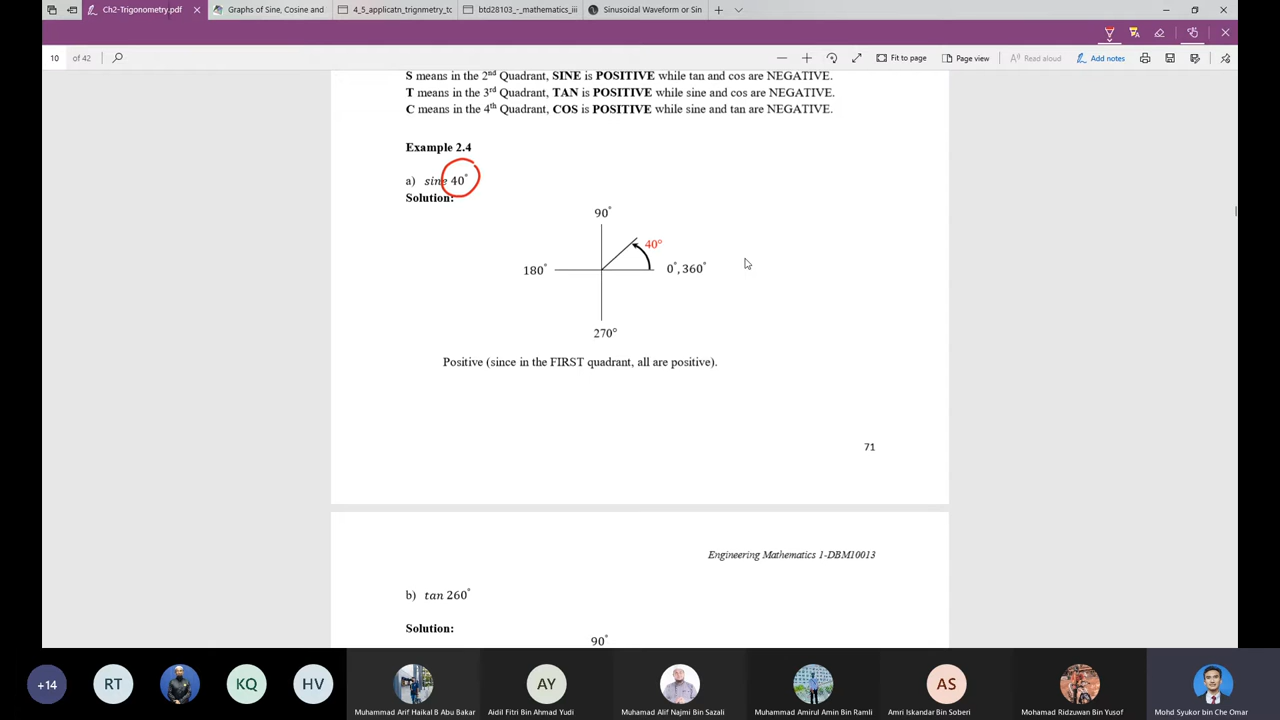 Ch2-Trigonometry.pdf
Graphs of Sine, Cosine and
4_5_applicatn_trignmetry_to
btd28103_-_mathematics_iii
Sinusoidal Waveform or Sin
10 of 42
Fit to page
Page view
Read aloud
Add notes
S means in the 2nd Quadrant, SINE is POSITIVE while tan and cos are NEGATIVE.
T means in the 3rd Quadrant, TAN is POSITIVE while sine and cos are NEGATIVE.
C means in the 4th Quadrant, COS is POSITIVE while sine and tan are NEGATIVE.
Example 2.4
a) sine 40°
Solution:
90°
40°
180°
0°, 360°
270°
Positive (since in the FIRST quadrant, all are positive).
71
Engineering Mathematics 1-DBM10013
b) tan 260°
Solution:
90°
+14
RT
KQ
HV
Muhammad Arif Haikal B Abu Bakar
AY
Aidil Fitri Bin Ahmad Yudi
Muhamad Alif Najmi Bin Sazali
Muhammad Amirul Amin Bin Ramli
AS
Amri Iskandar Bin Soberi
Mohamad Ridzuwan Bin Yusof
Mohd Syukor bin Che Omar